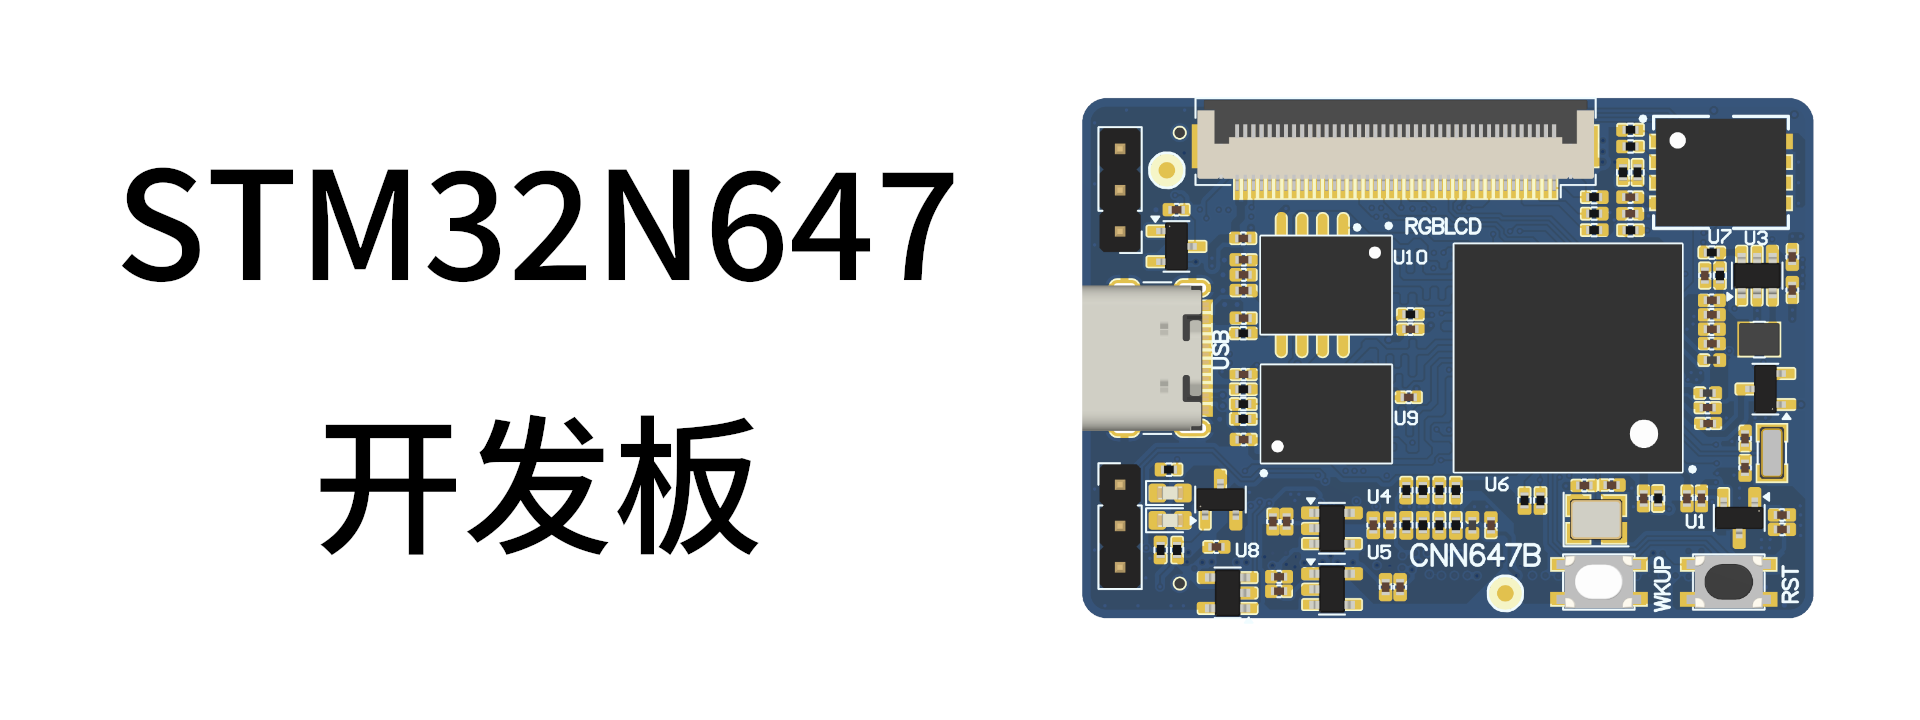 STM32N647
开发板
RGBLCD
U10
U7 U3
USB
U9
U4
U6
U1
U8
U5
CNN647B
WKUP
RST